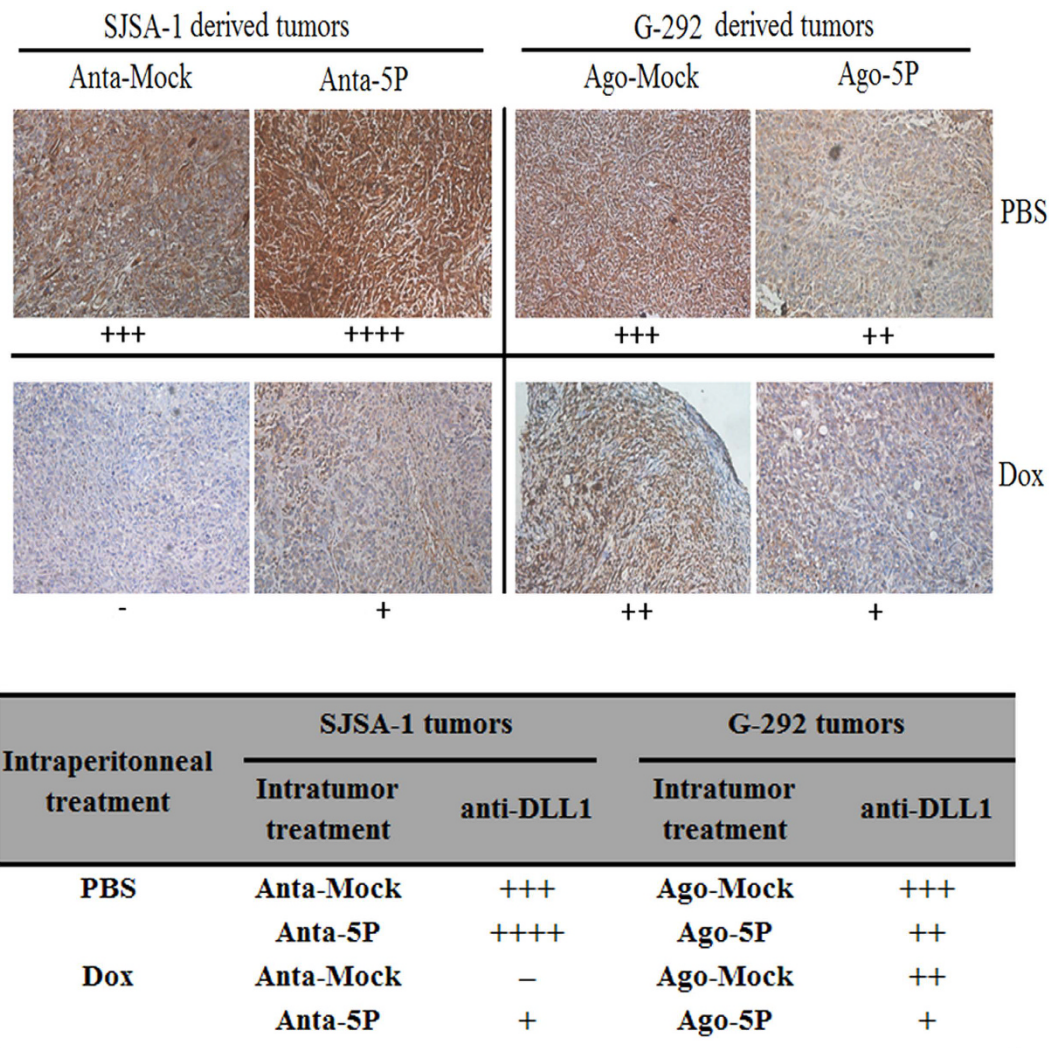 SJSA-1 derived tumors G-292 derived tumors
Anta-Mock Anta-5P Ago-Mock Ago-5P
PBS
+++ ++++ +++ ++
Dox
- + ++ +
SJSA-1 tumors G-292 tumors
Intraperitonneal treatment Intratumor treatment anti-DLL1 Intratumor treatment anti-DLL1
PBS Anta-Mock +++ Ago-Mock +++
Anta-5P ++++ Ago-5P ++
Dox Anta-Mock – Ago-Mock ++
Anta-5P + Ago-5P +